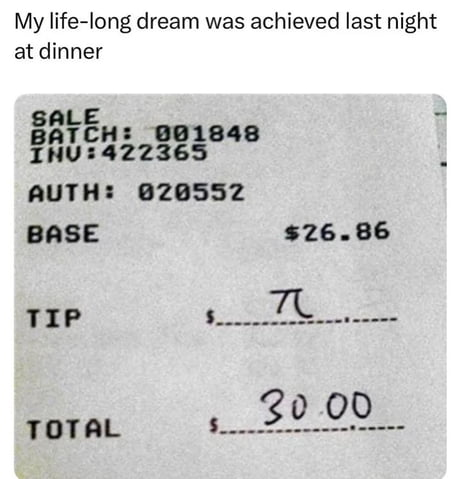 My life-long dream was achieved last night
at dinner
SALE
BATCH: 001848
INV:422365
AUTH: 020552
BASE $26.86
TIP $ π
TOTAL $ 30.00